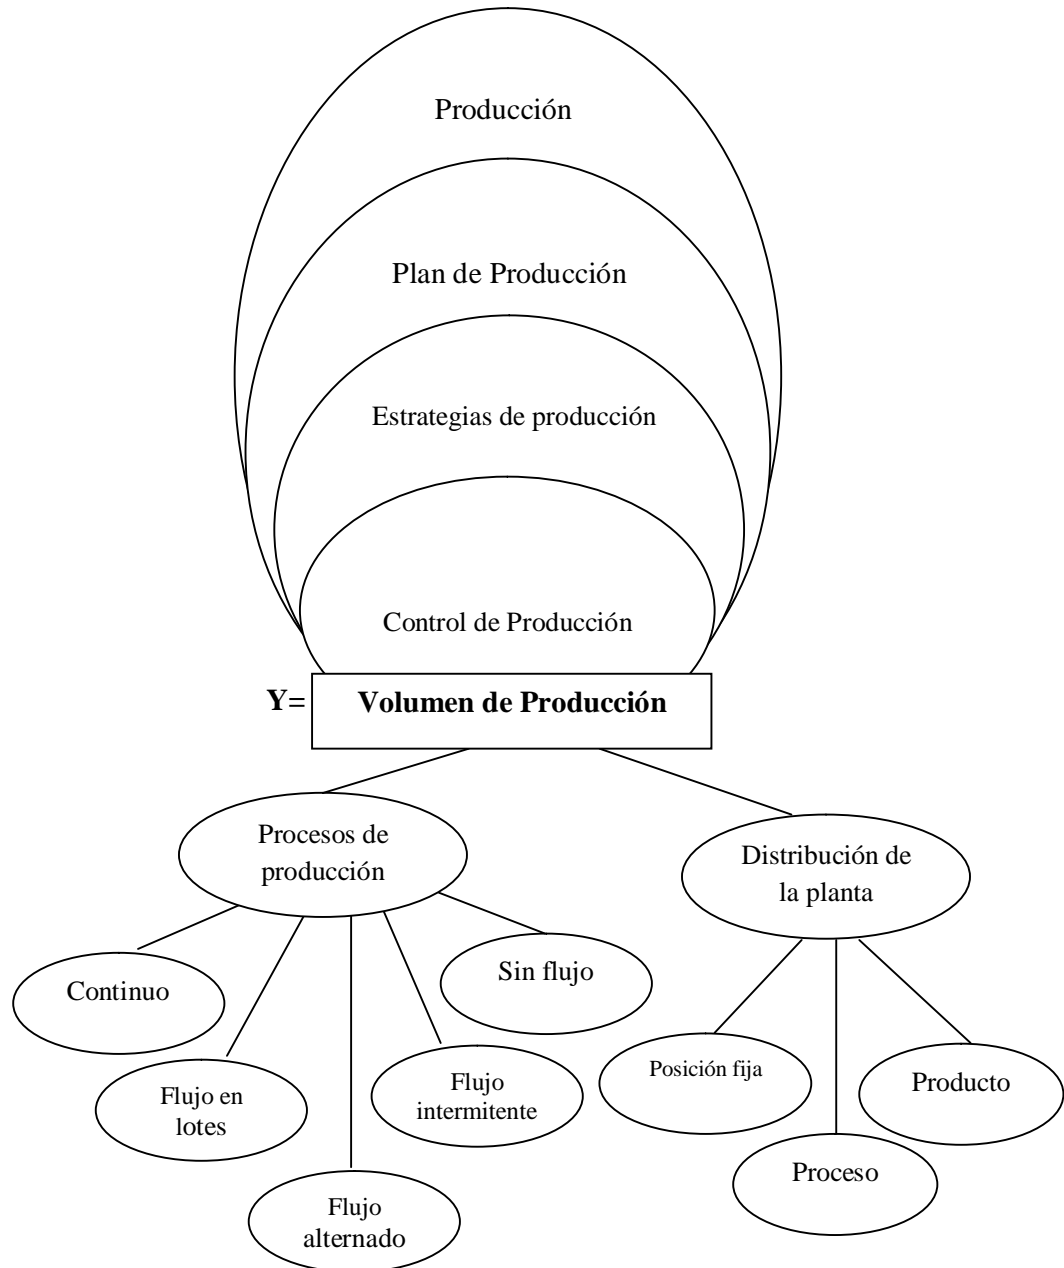 Producción
Plan de Producción
Estrategias de producción
Control de Producción
Y= Volumen de Producción
Procesos de
producción
Distribución de
la planta
Continuo
Sin flujo
Flujo en
lotes
Flujo
intermitente
Flujo
alternado
Posición fija
Producto
Proceso